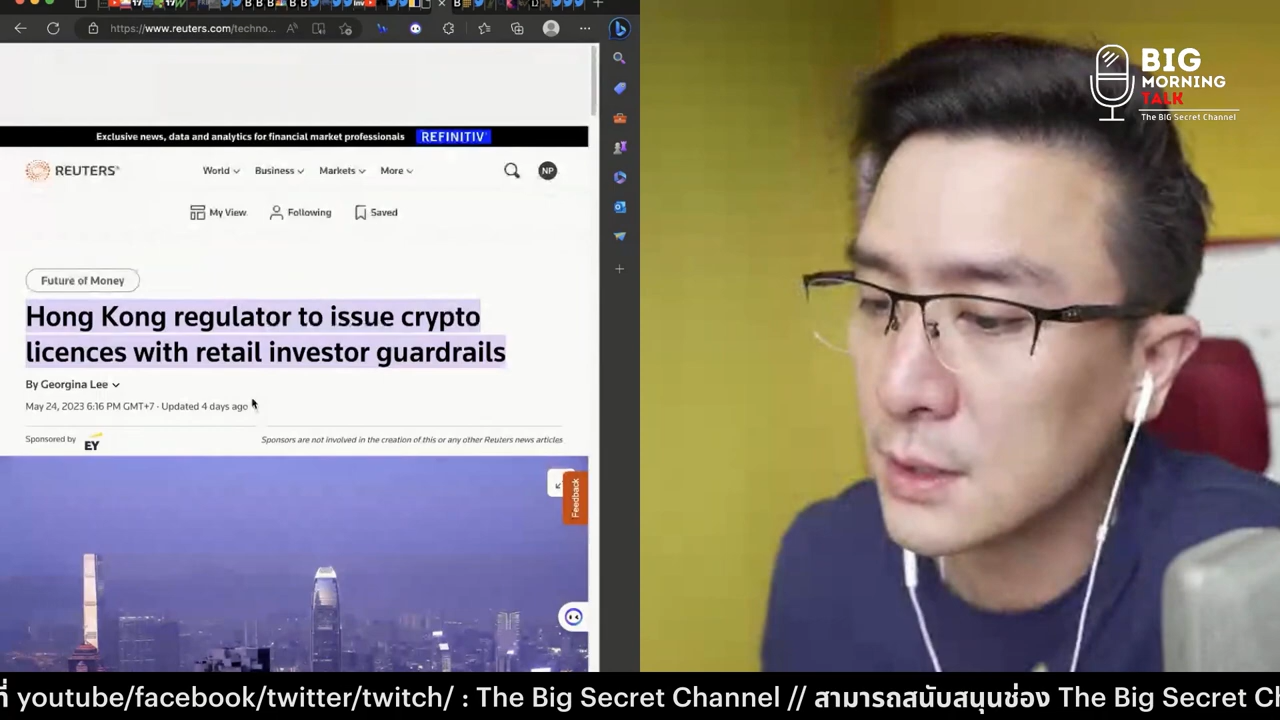 https://www.reuters.com/techno...
Exclusive news, data and analytics for financial market professionals REFINITIV
REUTERS
World
Business
Markets
More
NP
My View
Following
Saved
Future of Money
Hong Kong regulator to issue crypto
licences with retail investor guardrails
By Georgina Lee
May 24, 2023 6:16 PM GMT+7 · Updated 4 days ago
Sponsored by
EY
Sponsors are not involved in the creation of this or any other Reuters news articles
Feedback
BIG
MORNING
TALK
The BIG Secret Channel
ที่ youtube/facebook/twitter/twitch/ : The Big Secret Channel // สามารถสนับสนุนช่อง The Big Secret Ch